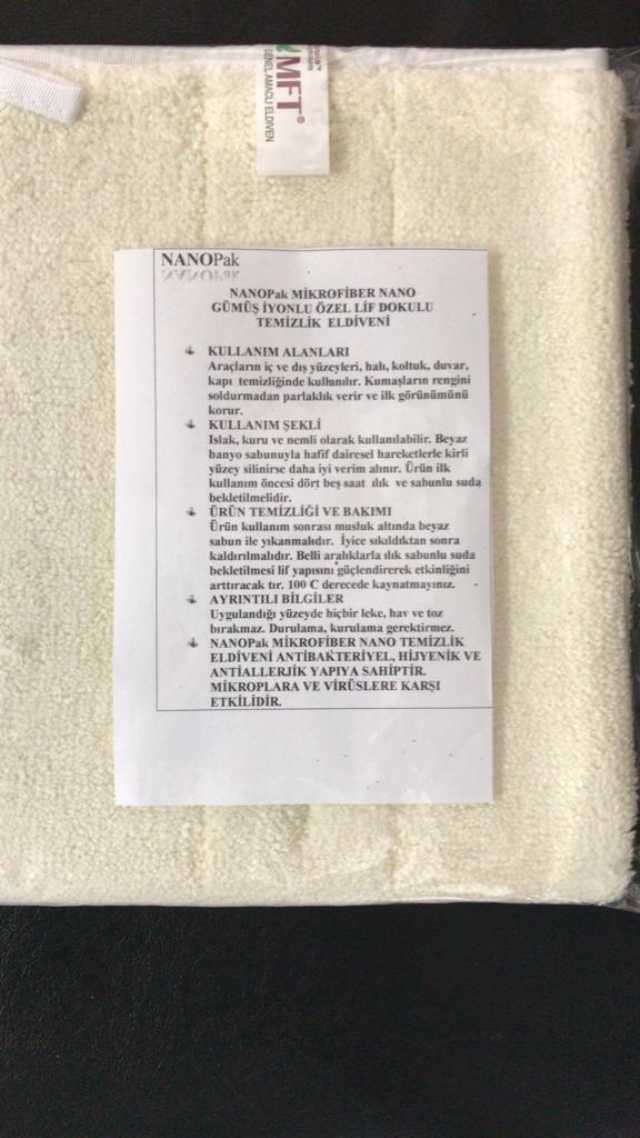 MFT®
GENEL AMAÇLI ELDİVEN
NANOPak
NANOPak MİKROFİBER NANO
GÜMÜŞ İYONLU ÖZEL LİF DOKULU
TEMİZLİK ELDİVENİ
KULLANIM ALANLARI
Araçların iç ve dış yüzeyleri, halı, koltuk, duvar,
kapı temizliğinde kullanılır. Kumaşların rengini
soldurmadan parlaklık verir ve ilk görünümünü
korur.
KULLANIM ŞEKLİ
Islak, kuru ve nemli olarak kullanılabilir. Beyaz
banyo sabunuyla hafif dairesel hareketlerle kirli
yüzey silinirse daha iyi verim alınır. Ürün ilk
kullanım öncesi dört beş saat ılık ve sabunlu suda
bekletilmelidir.
ÜRÜN TEMİZLİĞİ VE BAKIMI
Ürün kullanım sonrası musluk altında beyaz
sabun ile yıkanmalıdır. İyice sıkıldıktan sonra
kaldırılmalıdır. Belli aralıklarla ılık sabunlu suda
bekletilmesi lif yapısını güçlendirerek etkinliğini
arttıracak tır. 100 C derecede kaynatmayınız.
AYRINTILI BİLGİLER
Uygulandığı yüzeyde hiçbir leke, hav ve toz
bırakmaz. Durulama, kurulama gerektirmez.
NANOPak MİKROFİBER NANO TEMİZLİK
ELDİVENİ ANTİBAKTERİYEL, HİJYENİK VE
ANTİALLERJİK YAPIYA SAHİPTİR.
MİKROPLARA VE VİRÜSLERE KARŞI
ETKİLİDİR.